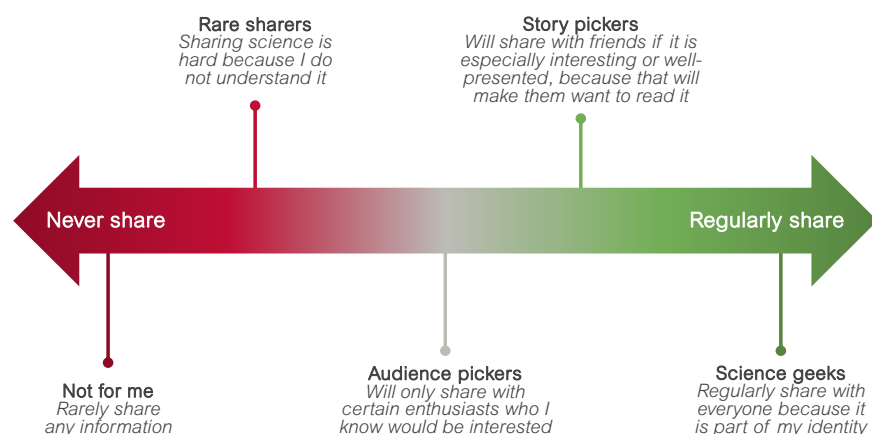 Rare sharers
Sharing science is
hard because I do
not understand it
Story pickers
Will share with friends if it is
especially interesting or well-
presented, because that will
make them want to read it
Never share
Regularly share
Not for me
Rarely share
any information
Audience pickers
Will only share with
certain enthusiasts who I
know would be interested
Science geeks
Regularly share with
everyone because it
is part of my identity